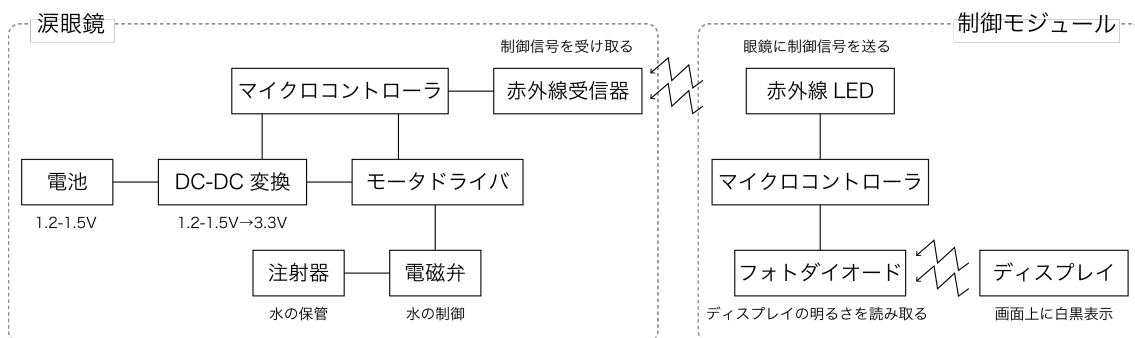 涙眼鏡
制御モジュール
制御信号を受け取る
眼鏡に制御信号を送る
マイクロコントローラ
赤外線受信器
赤外線 LED
電池
DC-DC 変換
モータドライバ
マイクロコントローラ
1.2-1.5V
1.2-1.5V→3.3V
注射器
電磁弁
フォトダイオード
ディスプレイ
水の保管
水の制御
ディスプレイの明るさを読み取る
画面上に白黒表示